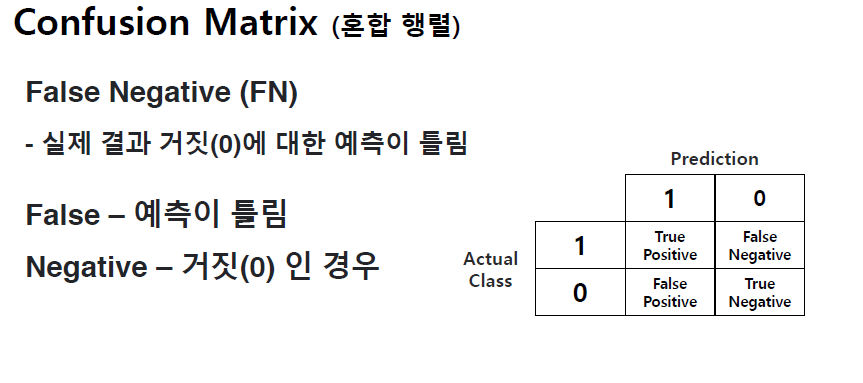 Confusion Matrix (혼합 행렬)
False Negative (FN)
- 실제 결과 거짓(0)에 대한 예측이 틀림
False – 예측이 틀림
Negative – 거짓(0) 인 경우
Prediction
1 0
Actual Class
1 True Positive False Negative
0 False Positive True Negative